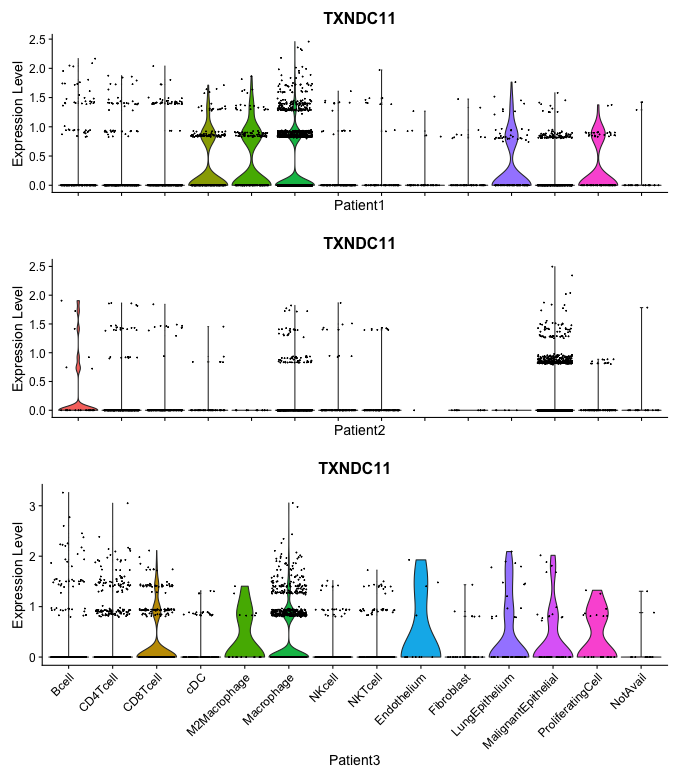 TXNDC11
Expression Level
2.5
2.0
1.5
1.0
0.5
0.0
Patient1
TXNDC11
Expression Level
2.5
2.0
1.5
1.0
0.5
0.0
Patient2
TXNDC11
Expression Level
3
2
1
0
Bcell
CD4Tcell
CD8Tcell
cDC
M2Macrophage
Macrophage
NKcell
NKTcell
Endothelium
Fibroblast
LungEpithelium
MalignantEpithelial
ProliferatingCell
NotAvail
Patient3